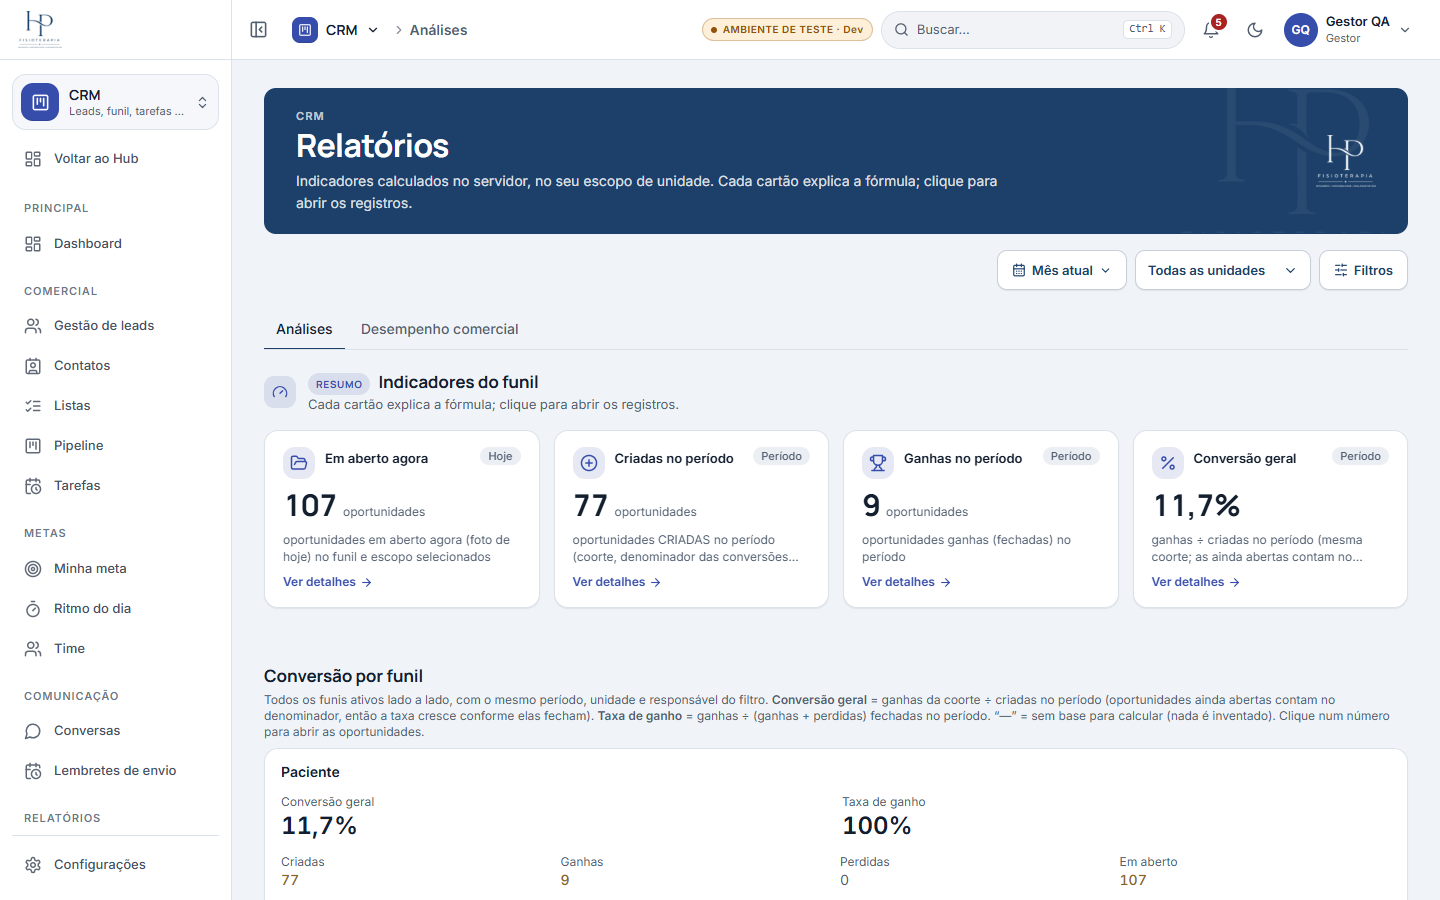 HP
FISIOTERAPIA
CRM
Análises
AMBIENTE DE TESTE · Dev
Buscar...
Ctrl K
5
GQ
Gestor QA
Gestor
CRM
Leads, funil, tarefas ...
Voltar ao Hub
PRINCIPAL
Dashboard
COMERCIAL
Gestão de leads
Contatos
Listas
Pipeline
Tarefas
METAS
Minha meta
Ritmo do dia
Time
COMUNICAÇÃO
Conversas
Lembretes de envio
RELATÓRIOS
Configurações
CRM
Relatórios
Indicadores calculados no servidor, no seu escopo de unidade. Cada cartão explica a fórmula; clique para
abrir os registros.
HP
FISIOTERAPIA
Mês atual
Todas as unidades
Filtros
Análises
Desempenho comercial
RESUMO
Indicadores do funil
Cada cartão explica a fórmula; clique para abrir os registros.
Em aberto agora
Hoje
107 oportunidades
oportunidades em aberto agora (foto de
hoje) no funil e escopo selecionados
Ver detalhes →
Criadas no período
Período
77 oportunidades
oportunidades CRIADAS no período
(coorte, denominador das conversões...
Ver detalhes →
Ganhas no período
Período
9 oportunidades
oportunidades ganhas (fechadas) no
período
Ver detalhes →
Conversão geral
Período
11,7%
ganhas ÷ criadas no período (mesma
coorte; as ainda abertas contam no...
Ver detalhes →
Conversão por funil
Todos os funis ativos lado a lado, com o mesmo período, unidade e responsável do filtro. Conversão geral = ganhas da coorte ÷ criadas no período (oportunidades ainda abertas contam no
denominador, então a taxa cresce conforme elas fecham). Taxa de ganho = ganhas ÷ (ganhas + perdidas) fechadas no período. “—” = sem base para calcular (nada é inventado). Clique num número
para abrir as oportunidades.
Paciente
Conversão geral
11,7%
Taxa de ganho
100%
Criadas
77
Ganhas
9
Perdidas
0
Em aberto
107